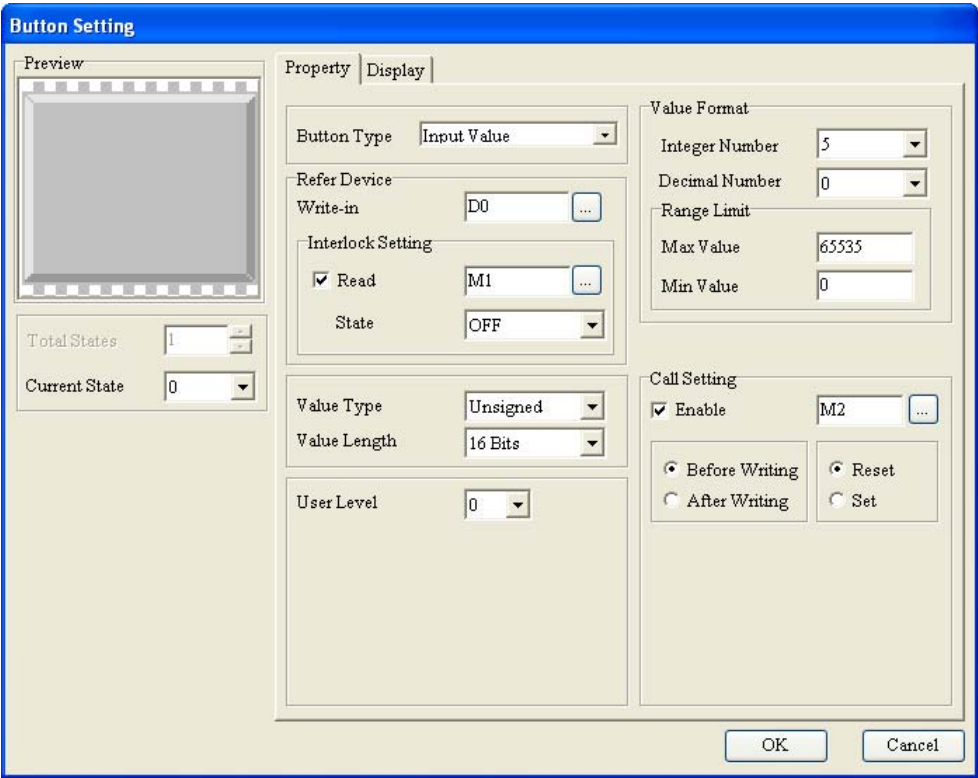 Button Setting
Preview
Total States 1
Current State 0
Property Display
Button Type Input Value
Refer Device
Write-in D0 ...
Interlock Setting
Read M1 ...
State OFF
Value Type Unsigned
Value Length 16 Bits
User Level 0
Value Format
Integer Number 5
Decimal Number 0
Range Limit
Max Value 65535
Min Value 0
Call Setting
Enable M2 ...
Before Writing Reset
After Writing Set
OK Cancel